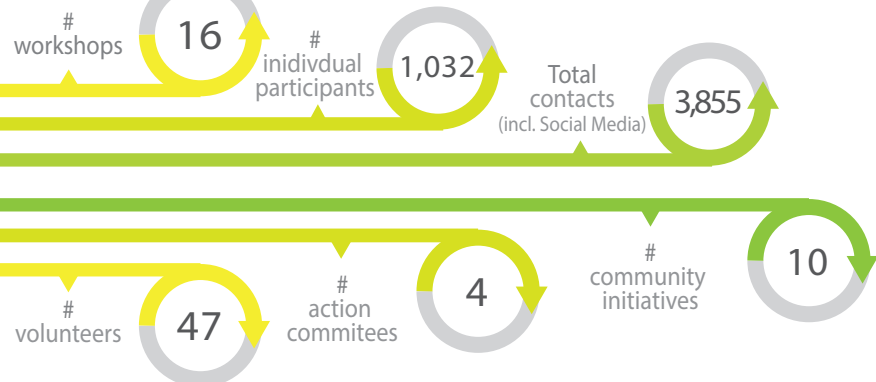 #
workshops
16
#
inidivdual
participants
1,032
Total
contacts
(incl. Social Media)
3,855
#
volunteers
47
#
action
commitees
4
#
community
initiatives
10